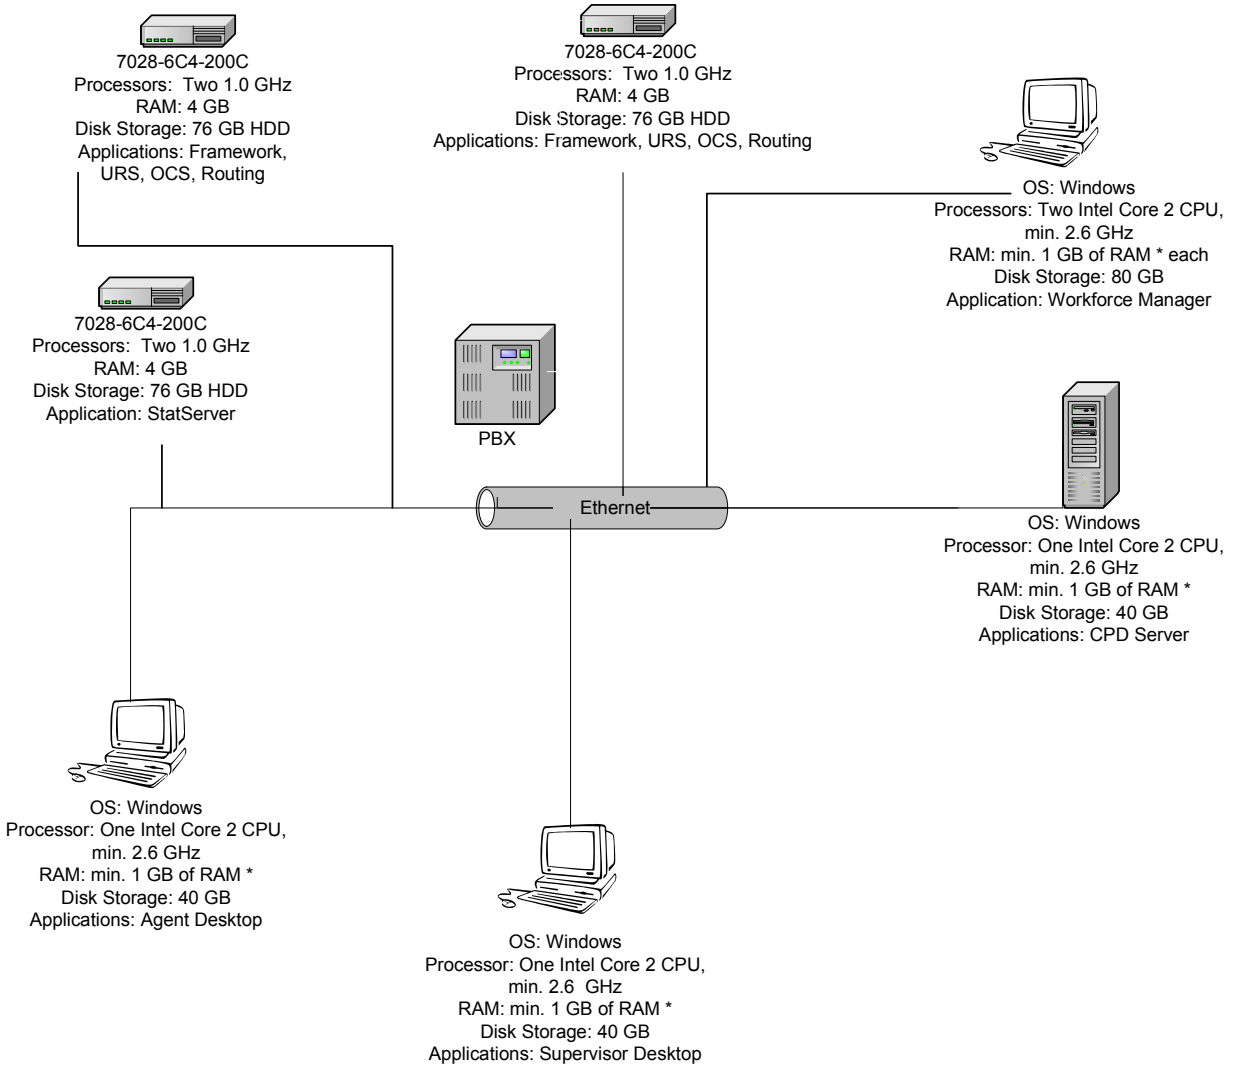 7028-6C4-200C
Processors:  Two 1.0 GHz
RAM: 4 GB
Disk Storage: 76 GB HDD
Applications: Framework,
URS, OCS, Routing
7028-6C4-200C
Processors:  Two 1.0 GHz
RAM: 4 GB
Disk Storage: 76 GB HDD
Applications: Framework, URS, OCS, Routing
OS: Windows
Processors: Two Intel Core 2 CPU,
min. 2.6 GHz
RAM: min. 1 GB of RAM * each
Disk Storage: 80 GB
Application: Workforce Manager
7028-6C4-200C
Processors:  Two 1.0 GHz
RAM: 4 GB
Disk Storage: 76 GB HDD
Application: StatServer
PBX
Ethernet
OS: Windows
Processor: One Intel Core 2 CPU,
min. 2.6 GHz
RAM: min. 1 GB of RAM *
Disk Storage: 40 GB
Applications: CPD Server
OS: Windows
Processor: One Intel Core 2 CPU,
min. 2.6 GHz
RAM: min. 1 GB of RAM *
Disk Storage: 40 GB
Applications: Agent Desktop
OS: Windows
Processor: One Intel Core 2 CPU,
min. 2.6  GHz
RAM: min. 1 GB of RAM *
Disk Storage: 40 GB
Applications: Supervisor Desktop